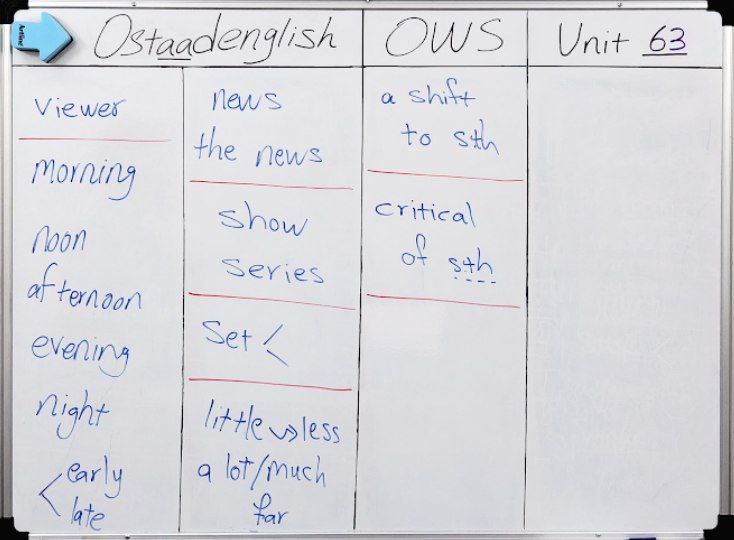 Ostaadenglish
OWS
Unit 63
viewer
morning
noon
afternoon
evening
night
early
late
news
the news
show
series
Set
little → less
a lot/much
far
a shift
to sth
critical
of sth